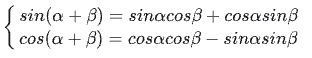 sin(α + β) = sinαcosβ + cosαsinβ
cos(α + β) = cosαcosβ − sinαsinβ